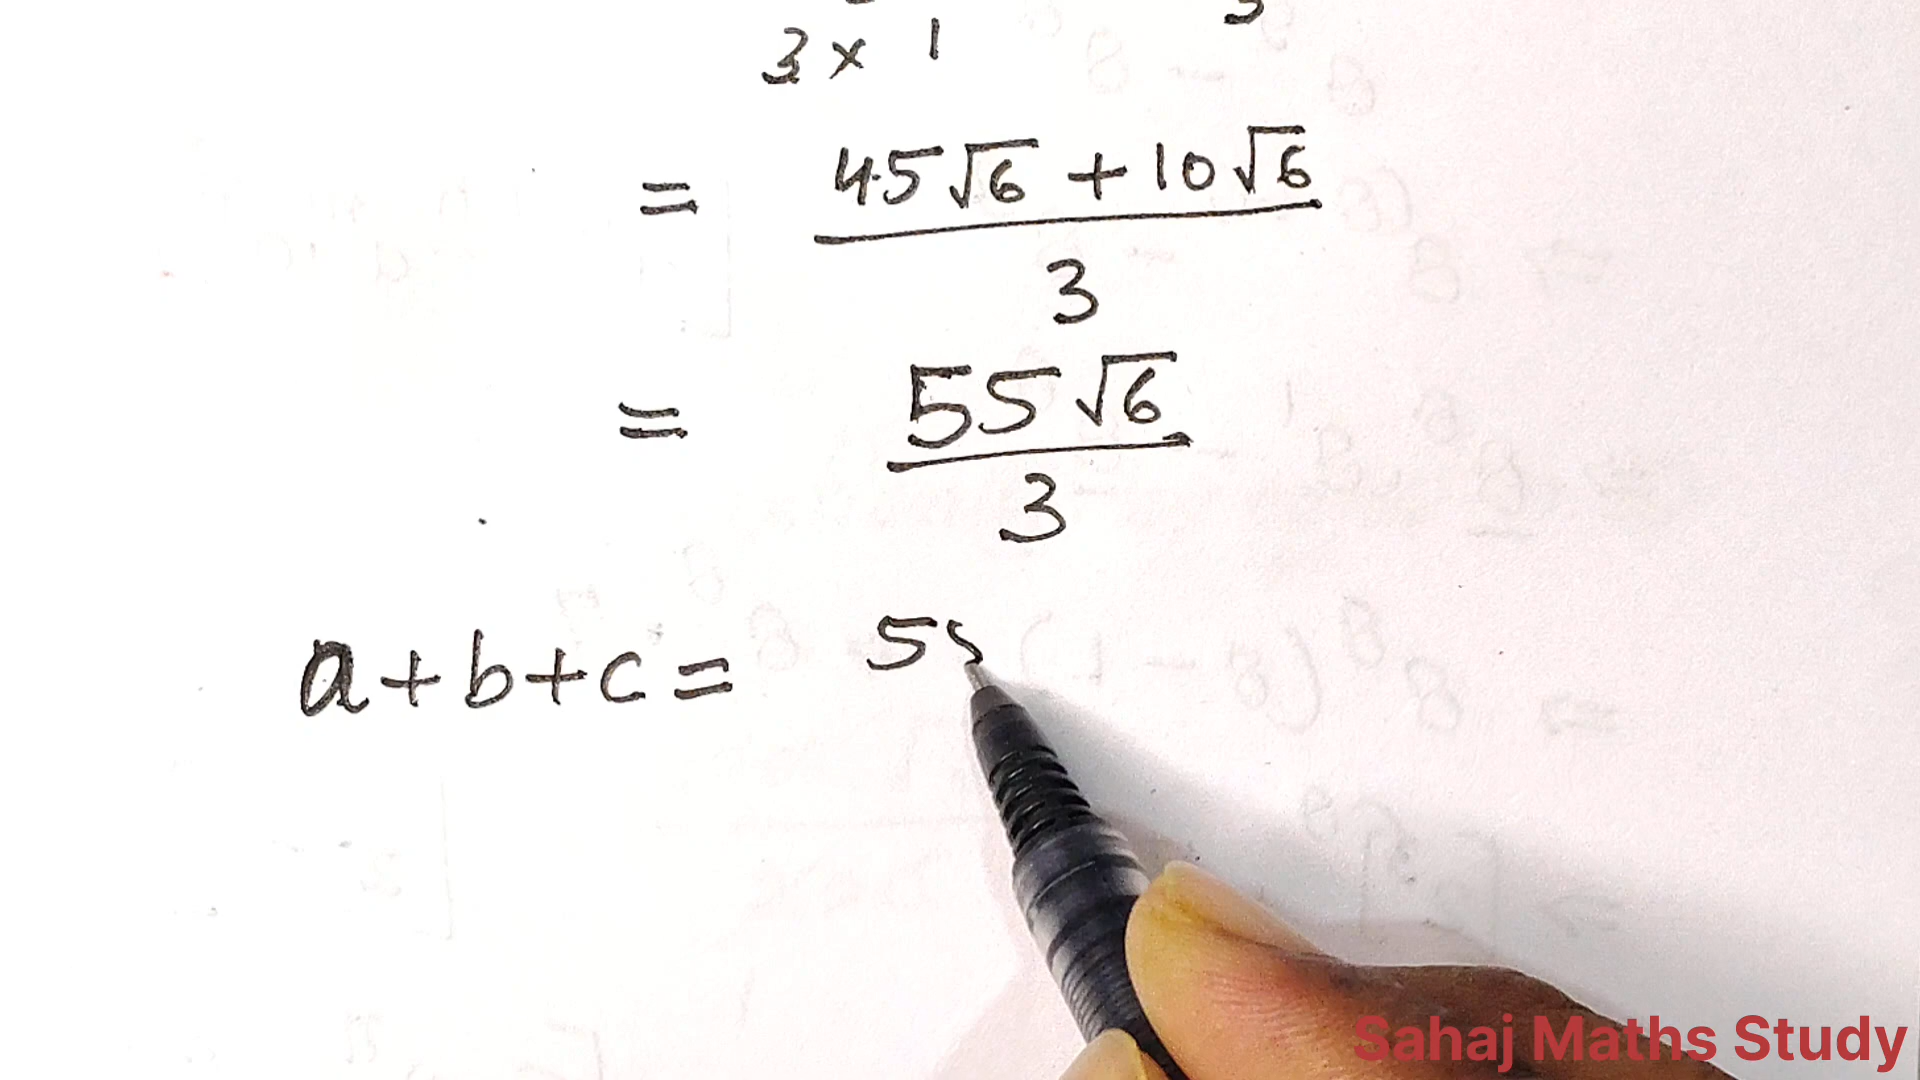 3 × 1
= 45√6 + 10√6
3
= 55√6
3
a+b+c= 55
Sahaj Maths Study